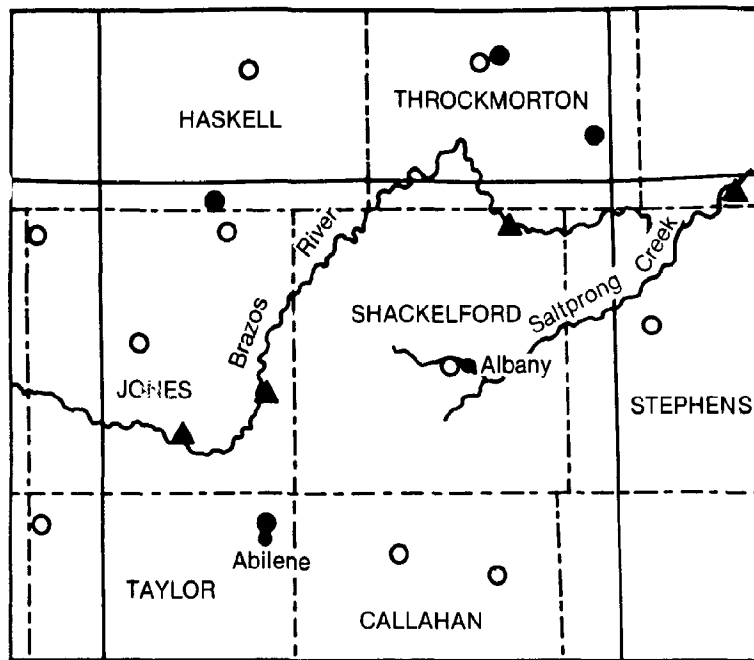 HASKELL
THROCKMORTON
Brazos
River
SHACKELFORD
Saltprong
Creek
Albany
JONES
STEPHENS
Abilene
TAYLOR
CALLAHAN